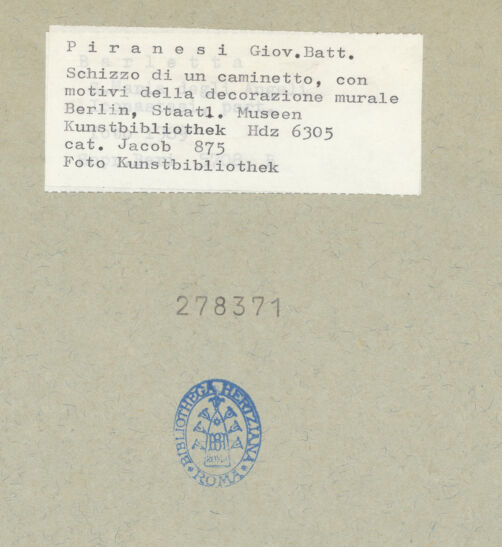 P i r a n e s i  Giov.Batt.
Schizzo di un caminetto, con
motivi della decorazione murale
Berlin, Staatl. Museen
Kunstbibliothek  Hdz 6305
cat. Jacob  875
Foto Kunstbibliothek
278371
BIBLIOTHECA HERTZIANA
ROMA